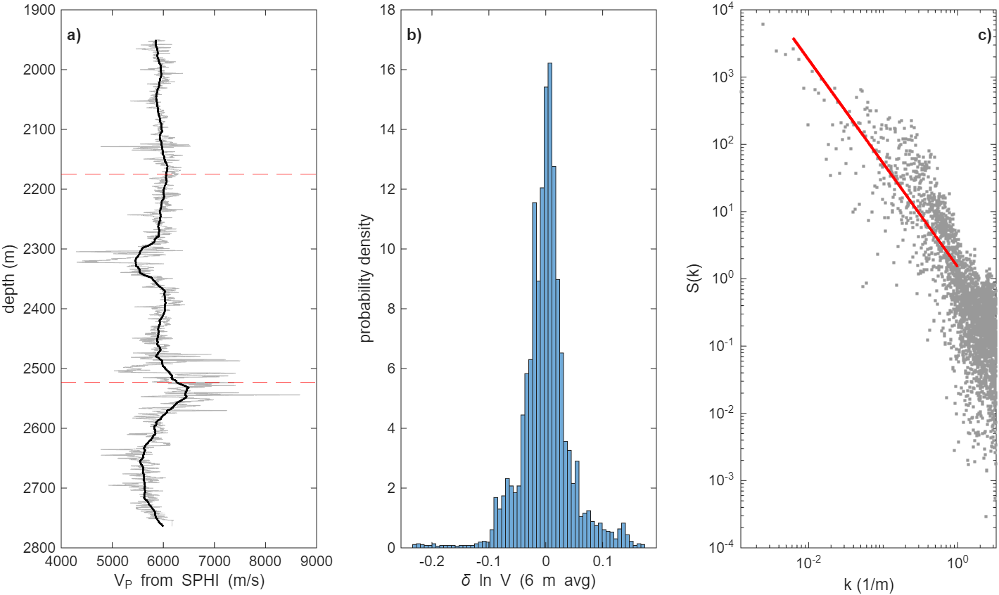 a)
1900
2000
2100
2200
2300
2400
2500
2600
2700
2800
depth (m)
4000 5000 6000 7000 8000 9000
V_P from SPHI (m/s)
b)
18
16
14
12
10
8
6
4
2
0
probability density
-0.2 -0.1 0 0.1
δ ln V (6 m avg)
c)
10^4
10^3
10^2
10^1
10^0
10^-1
10^-2
10^-3
10^-4
S(k)
10^-2 10^0
k (1/m)